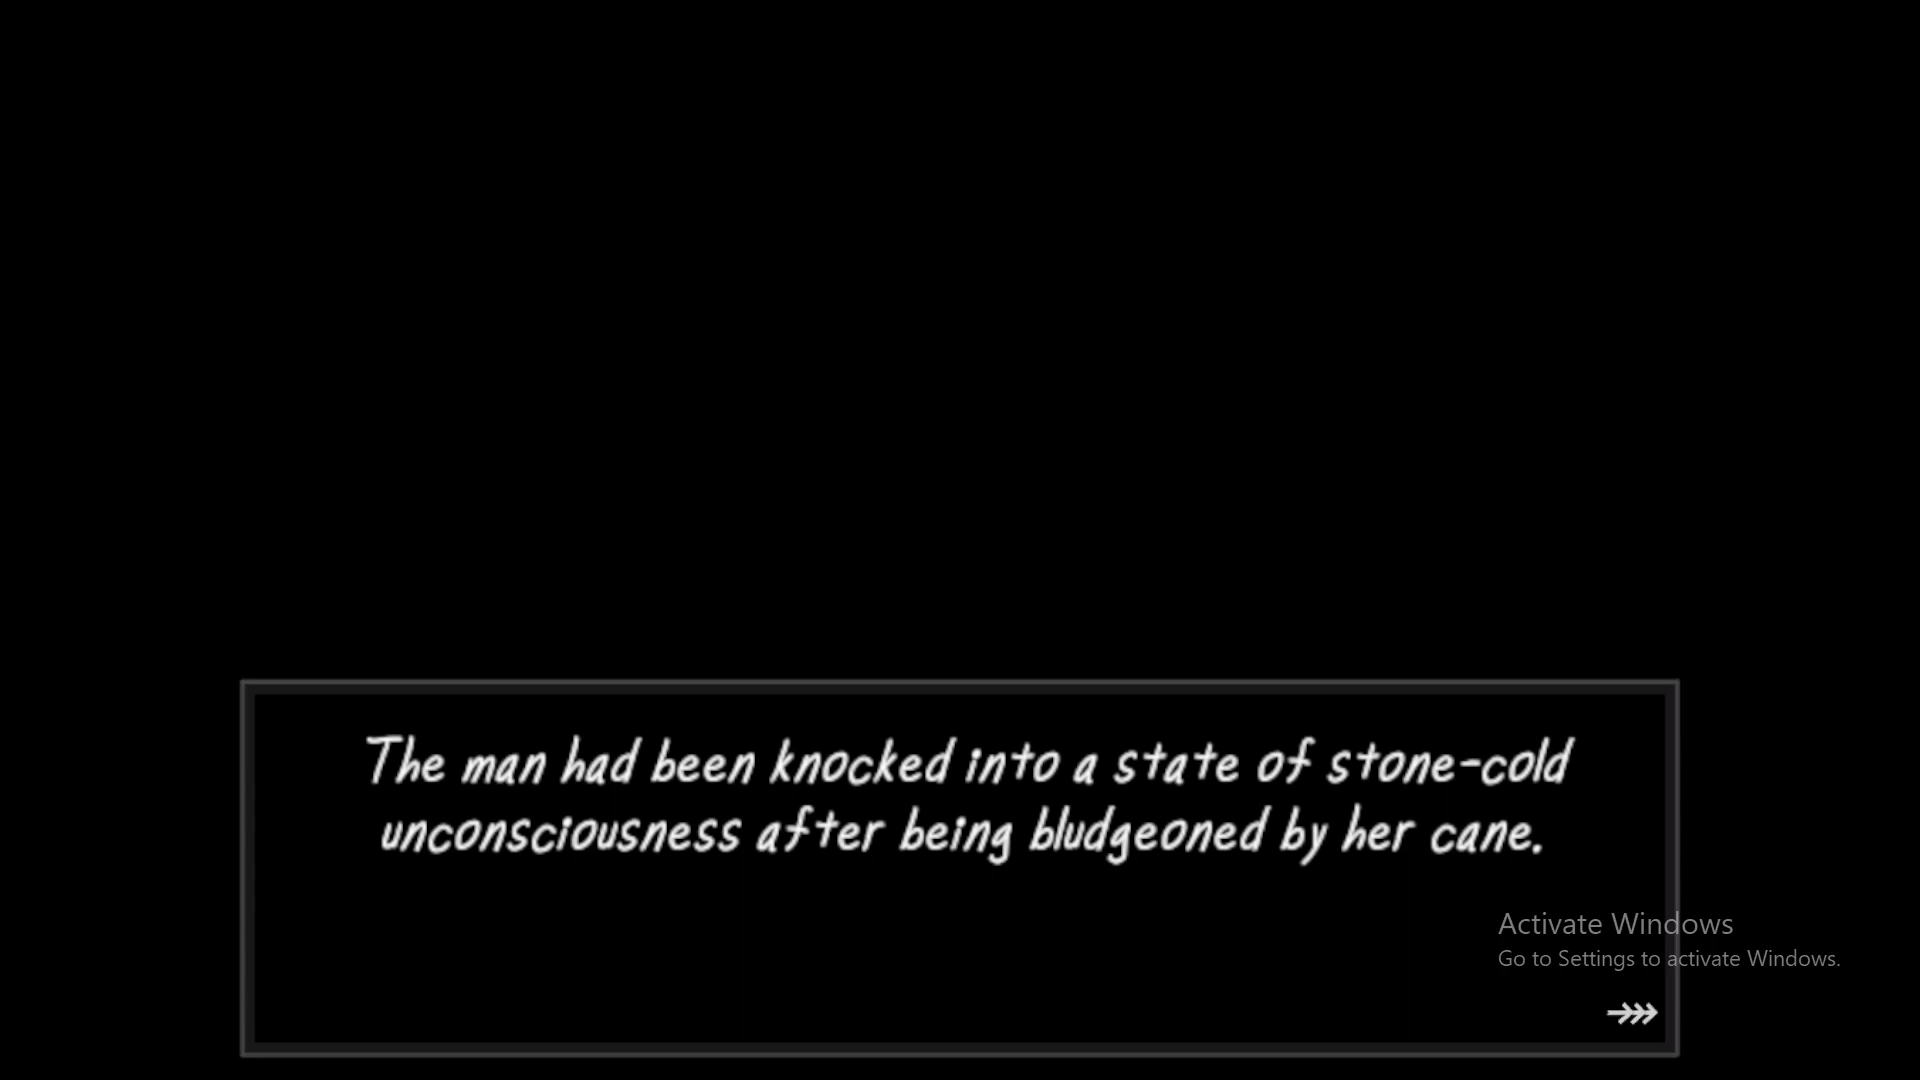 The man had been knocked into a state of stone-cold
unconsciousness after being bludgeoned by her cane.
Activate Windows
Go to Settings to activate Windows.